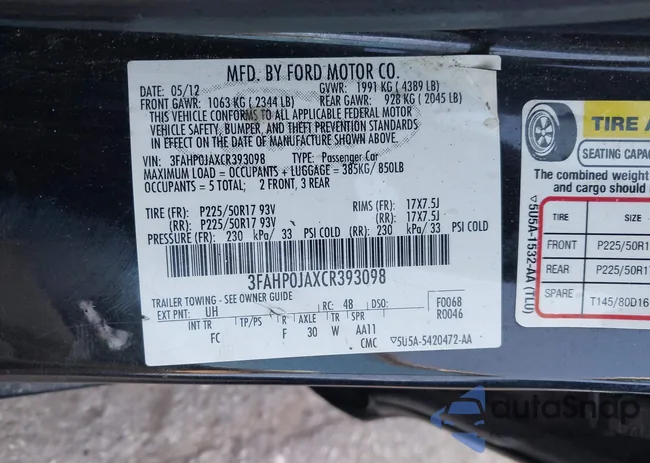 MFD. BY FORD MOTOR CO.
DATE: 05/12 GVWR: 1991 KG ( 4389 LB)
FRONT GAWR: 1063 KG ( 2344 LB) REAR GAWR: 928 KG ( 2045 LB)
THIS VEHICLE CONFORMS TO ALL APPLICABLE FEDERAL MOTOR
VEHICLE SAFETY, BUMPER, AND THEFT PREVENTION STANDARDS
IN EFFECT ON THE DATE OF MANUFACTURE SHOWN ABOVE.
VIN: 3FAHP0JAXCR393098 TYPE: Passenger Car
MAXIMUM LOAD = OCCUPANTS + LUGGAGE = 385KG/ 850LB
OCCUPANTS = 5 TOTAL; 2 FRONT, 3 REAR
TIRE (FR): P225/50R17 93V RIMS (FR): 17X7.5J
(RR): P225/50R17 93V (RR): 17X7.5J
PRESSURE (FR): 230 kPa/ 33 PSI COLD (RR): 230 kPa/ 33 PSI COLD
3FAHP0JAXCR393098
TRAILER TOWING - SEE OWNER GUIDE
EXT PNT: UH RC: 48 DSO: F0068
R0046
INT TR TP/PS R AXLE TR SPR
FC F 30 W AA11
CMC ▽5U5A-5420472-AA
▽5U5A-1532-AA (TU)
TIRE A
SEATING CAPACITY
The combined weight
and cargo should
TIRE SIZE
FRONT P225/50R17
REAR P225/50R17
SPARE T145/80D16
autoSnap